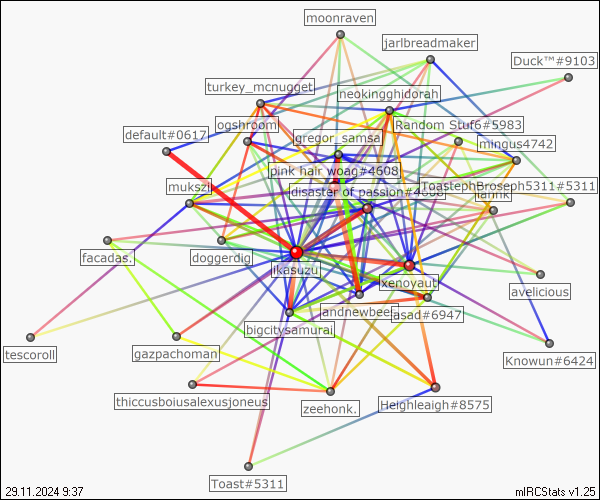 moonraven
jarlbreadmaker
Duck™#9103
turkey_mcnugget
neokingghidorah
ogshroom
Random Stuf6#5983
default#0617
gregor_samsa
mingus4742
pink hair woag#4608
mukszi
disaster of passion#4608
ToastephBroseph5311#5311
facadas.
doggerdig
ikasuzu
xenoyaut
avelicious
andnewbee
asad#6947
bigcitysamurai
tescoroll
gazpachoman
Knowun#6424
thiccusboiusalexusjoneus
zeehonk.
Heighleaigh#8575
Toast#5311
29.11.2024 9:37
mIRCStats v1.25